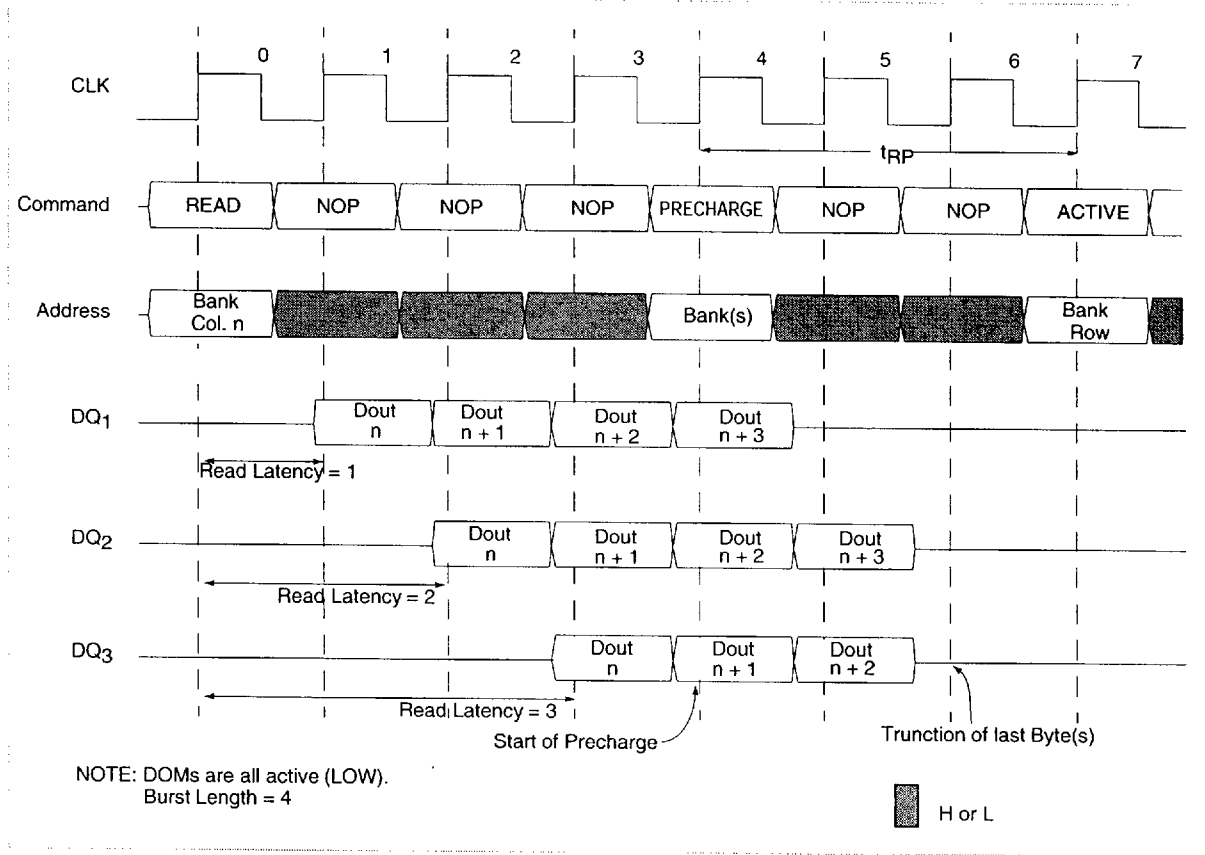 0 1 2 3 4 5 6 7
CLK
tRP
Command READ NOP NOP NOP PRECHARGE NOP NOP ACTIVE
Address Bank Col. n Bank(s) Bank Row
DQ1 Dout n Dout n + 1 Dout n + 2 Dout n + 3
Read Latency = 1
DQ2 Dout n Dout n + 1 Dout n + 2 Dout n + 3
Read Latency = 2
DQ3 Dout n Dout n + 1 Dout n + 2
Read Latency = 3
Start of Precharge
Trunction of last Byte(s)
NOTE: DOMs are all active (LOW).
Burst Length = 4
H or L